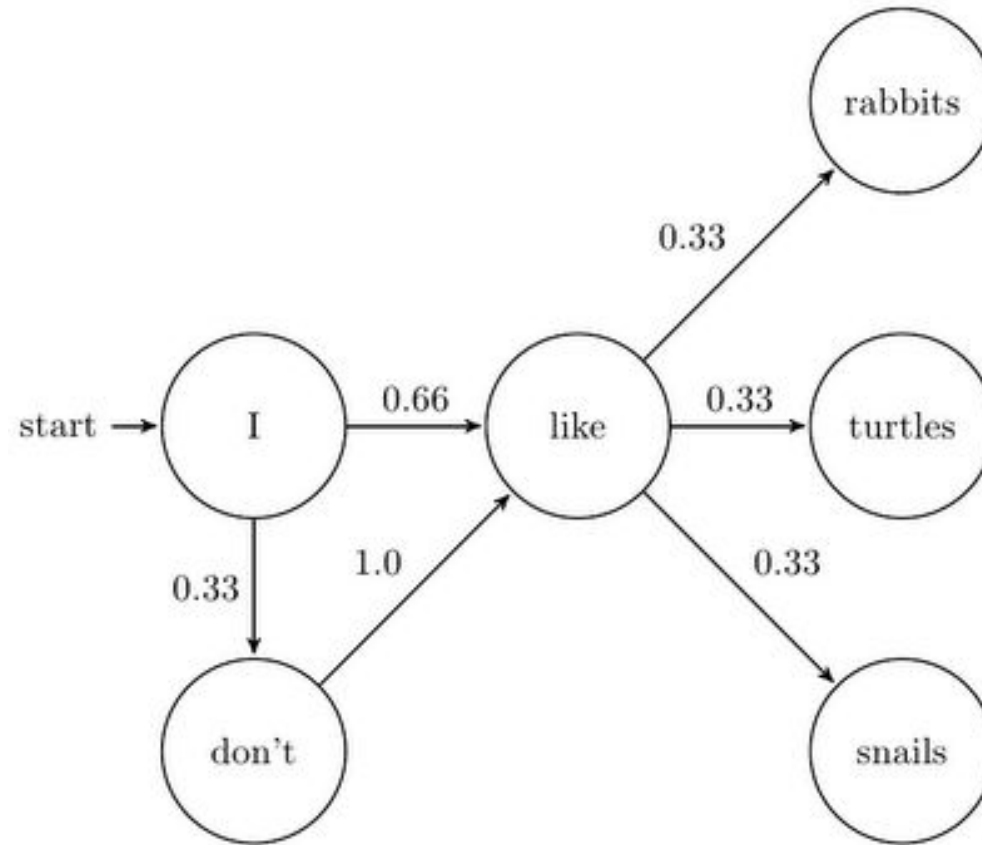 rabbits
0.33
start
I
0.66
like
0.33
turtles
0.33
1.0
0.33
don't
snails